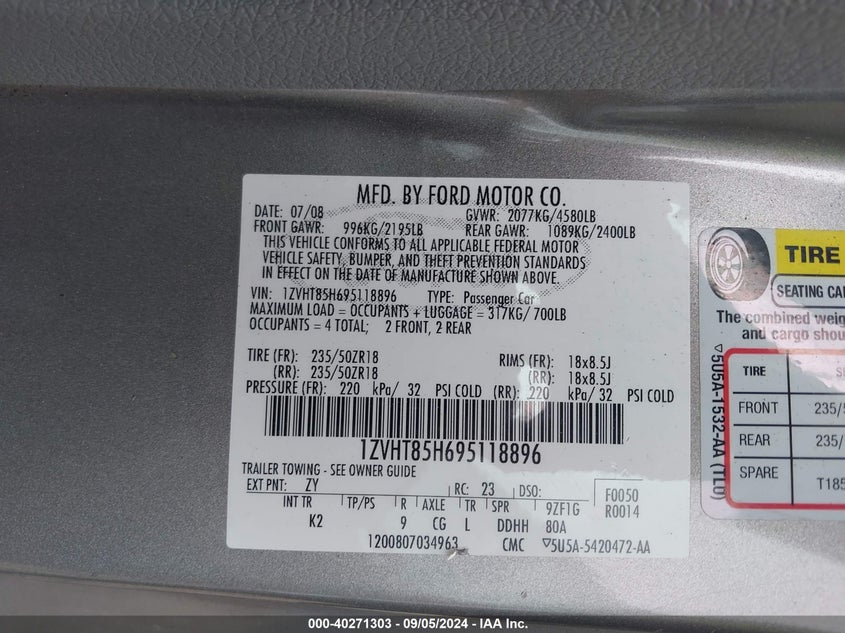 MFD. BY FORD MOTOR CO.
DATE: 07/08 GVWR: 2077KG/4580LB
FRONT GAWR: 996KG/2195LB REAR GAWR: 1089KG/2400LB
THIS VEHICLE CONFORMS TO ALL APPLICABLE FEDERAL MOTOR
VEHICLE SAFETY, BUMPER, AND THEFT PREVENTION STANDARDS
IN EFFECT ON THE DATE OF MANUFACTURE SHOWN ABOVE.
VIN: 1ZVHT85H695118896 TYPE: Passenger Car
MAXIMUM LOAD = OCCUPANTS + LUGGAGE = 317KG/ 700LB
OCCUPANTS = 4 TOTAL; 2 FRONT, 2 REAR
TIRE (FR): 235/50ZR18 RIMS (FR): 18x8.5J
(RR): 235/50ZR18 (RR): 18x8.5J
PRESSURE (FR): 220 kPa/ 32 PSI COLD (RR): 220 kPa/ 32 PSI COLD
1ZVHT85H695118896
TRAILER TOWING - SEE OWNER GUIDE
EXT PNT: ZY RC: 23 DSO: F0050
INT TR TP/PS R AXLE TR SPR 9ZF1G R0014
K2 9 CG L DDHH 80A
1200807034963 CMC ▽5U5A-5420472-AA
TIRE
SEATING CA
The combined weig
and cargo shou
▽5U5A-1532-AA (TL0)
TIRE S
FRONT 235/
REAR 235/
SPARE T185
000-40271303 - 09/05/2024 - IAA Inc.